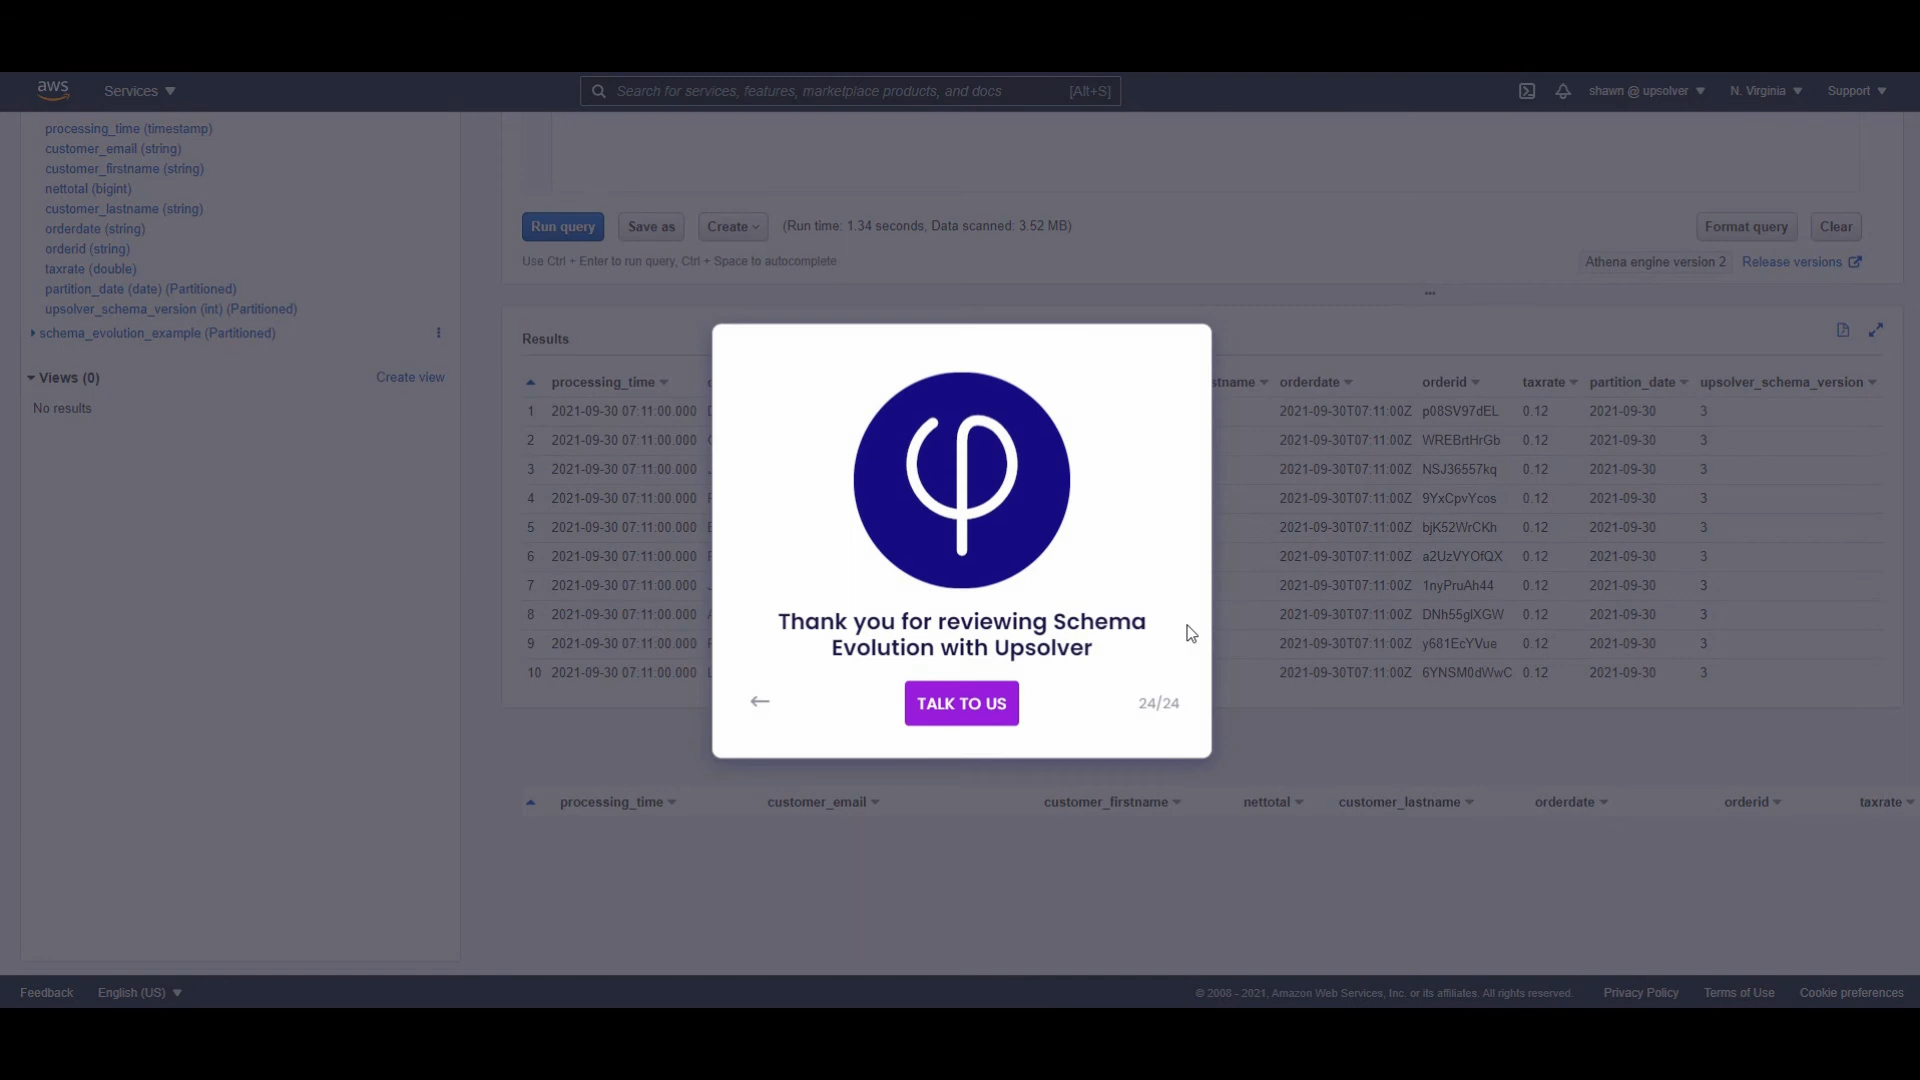 aws
Services
Search for services, features, marketplace products, and docs [Alt+S]
shawn @ upsolver
N. Virginia
Support
processing_time (timestamp)
customer_email (string)
customer_firstname (string)
nettotal (bigint)
customer_lastname (string)
orderdate (string)
orderid (string)
taxrate (double)
partition_date (date) (Partitioned)
upsolver_schema_version (int) (Partitioned)
schema_evolution_example (Partitioned)
Views (0)
Create view
No results
Run query
Save as
Create
(Run time: 1.34 seconds, Data scanned: 3.52 MB)
Format query
Clear
Use Ctrl + Enter to run query, Ctrl + Space to autocomplete
Athena engine version 2
Release versions
Results
processing_time stname orderdate orderid taxrate partition_date upsolver_schema_version
1 2021-09-30 07:11:00.000 2021-09-30T07:11:00Z p08SV97dEL 0.12 2021-09-30 3
2 2021-09-30 07:11:00.000 2021-09-30T07:11:00Z WREBrtHrGb 0.12 2021-09-30 3
3 2021-09-30 07:11:00.000 2021-09-30T07:11:00Z NSJ36557kq 0.12 2021-09-30 3
4 2021-09-30 07:11:00.000 2021-09-30T07:11:00Z 9YxCpvYcos 0.12 2021-09-30 3
5 2021-09-30 07:11:00.000 2021-09-30T07:11:00Z bjK52WrCKh 0.12 2021-09-30 3
6 2021-09-30 07:11:00.000 2021-09-30T07:11:00Z a2UzVYOfQX 0.12 2021-09-30 3
7 2021-09-30 07:11:00.000 2021-09-30T07:11:00Z 1nyPruAh44 0.12 2021-09-30 3
8 2021-09-30 07:11:00.000 2021-09-30T07:11:00Z DNh55glXGW 0.12 2021-09-30 3
9 2021-09-30 07:11:00.000 2021-09-30T07:11:00Z y681EcYVue 0.12 2021-09-30 3
10 2021-09-30 07:11:00.000 2021-09-30T07:11:00Z 6YNSM0dWwC 0.12 2021-09-30 3
Thank you for reviewing Schema
Evolution with Upsolver
TALK TO US
24/24
processing_time customer_email customer_firstname nettotal customer_lastname orderdate orderid taxrate
Feedback
English (US)
© 2008 - 2021, Amazon Web Services, Inc. or its affiliates. All rights reserved.
Privacy Policy
Terms of Use
Cookie preferences